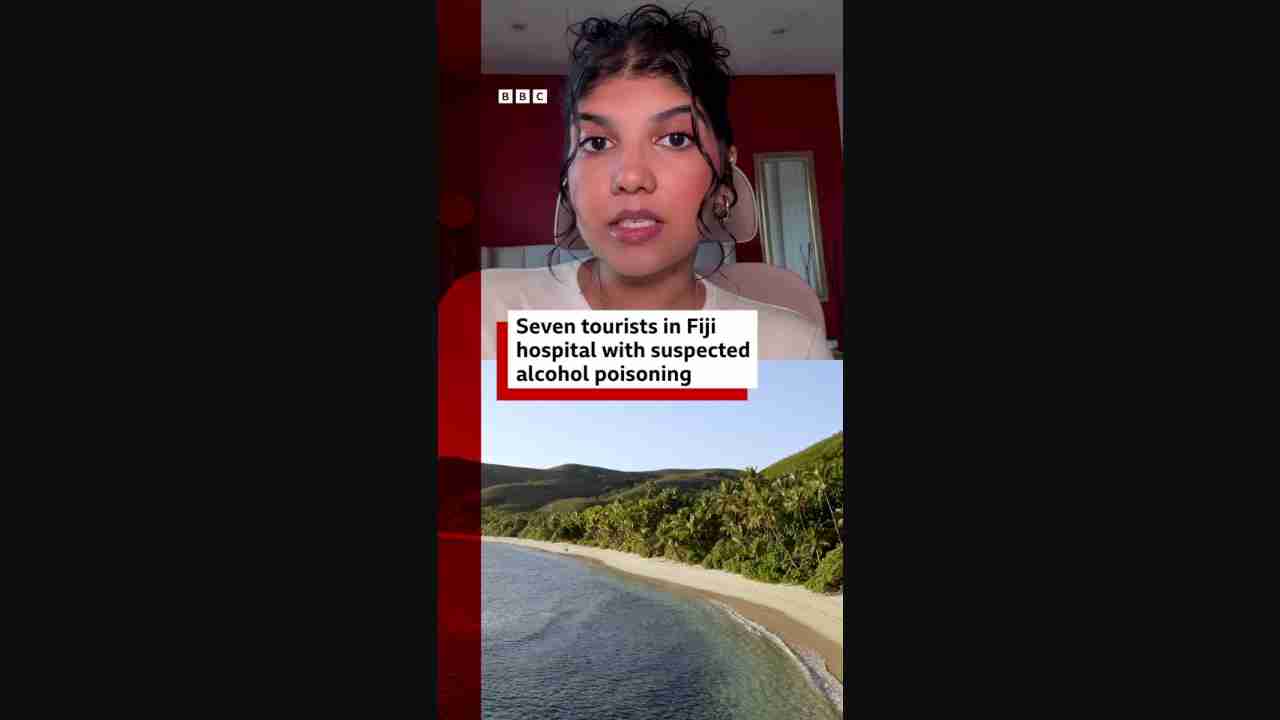 BBC
Seven tourists in Fiji
hospital with suspected
alcohol poisoning